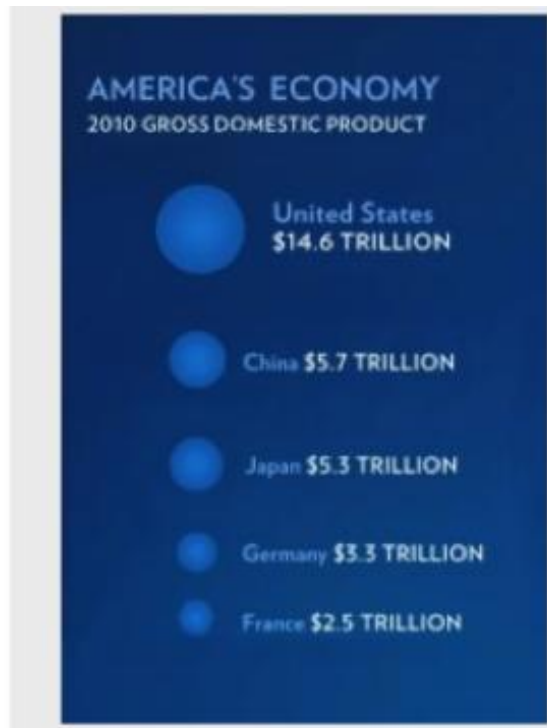 AMERICA'S ECONOMY
2010 GROSS DOMESTIC PRODUCT
United States
$14.6 TRILLION
China $5.7 TRILLION
Japan $5.3 TRILLION
Germany $3.3 TRILLION
France $2.5 TRILLION